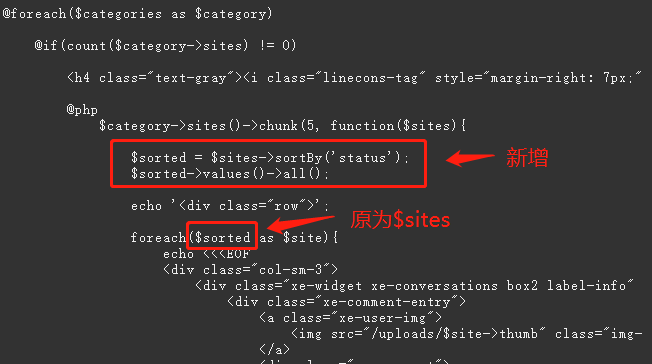 @foreach($categories as $category)
@if(count($category->sites) != 0)
<h4 class="text-gray"><i class="linecons-tag" style="margin-right: 7px;"
@php
$category->sites()->chunk(5, function($sites){
$sorted = $sites->sortBy('status');
$sorted->values()->all();
新增
echo '<div class="row">';
原为$sites
foreach($sorted as $site){
echo <<<EOF
<div class="col-sm-3">
<div class="xe-widget xe-conversations box2 label-info"
<div class="xe-comment-entry">
<a class="xe-user-img">
<img src="/uploads/$site->thumb" class="img-
</a>